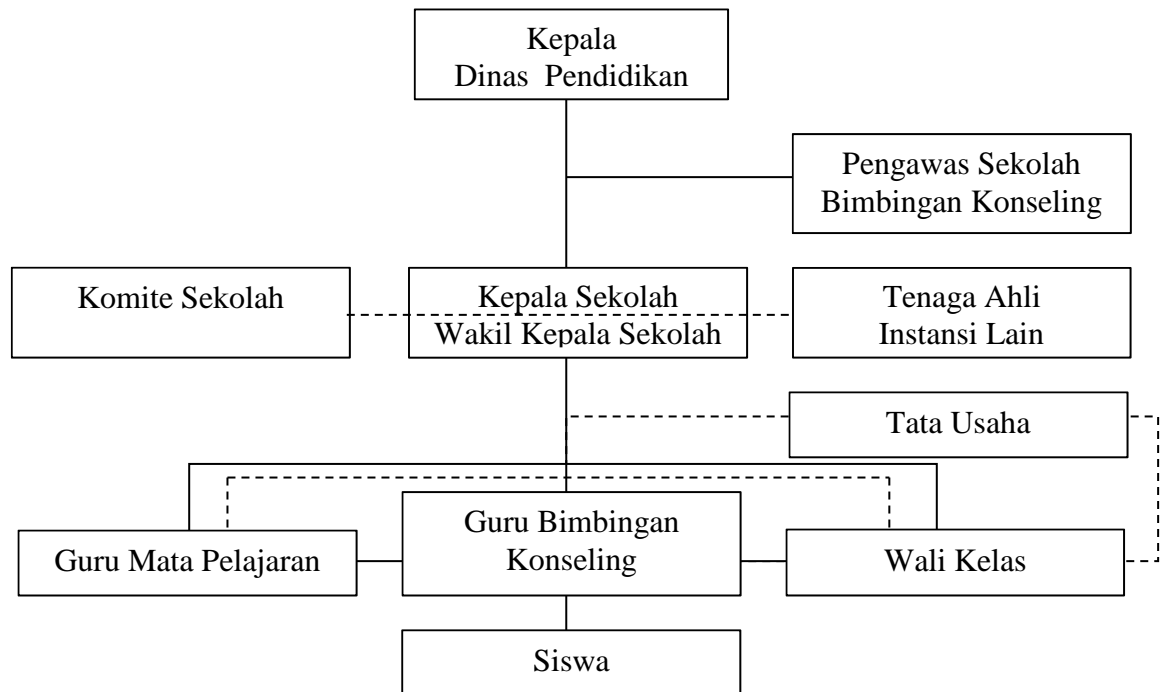 Kepala
Dinas Pendidikan
Pengawas Sekolah
Bimbingan Konseling
Komite Sekolah
Kepala Sekolah
Wakil Kepala Sekolah
Tenaga Ahli
Instansi Lain
Tata Usaha
Guru Mata Pelajaran
Guru Bimbingan
Konseling
Wali Kelas
Siswa